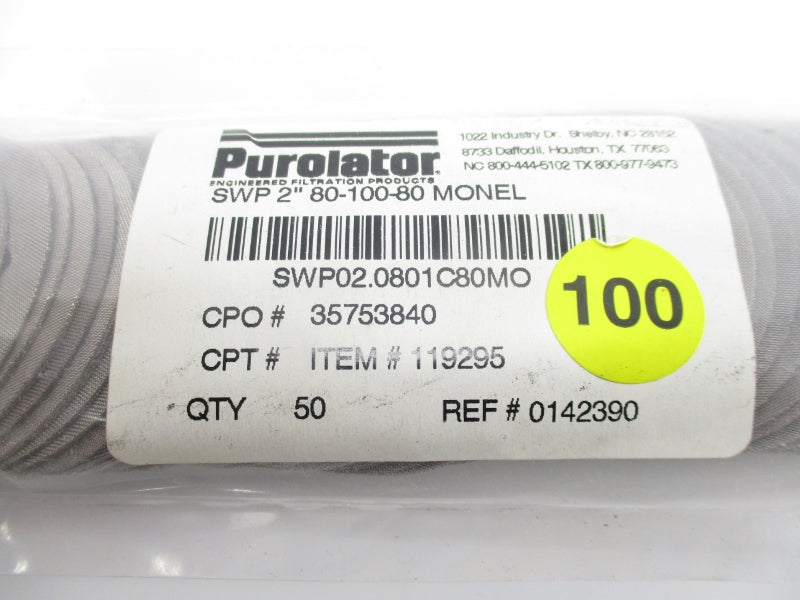 Purolator
ENGINEERED FILTRATION PRODUCTS
1022 Industry Dr. Shelby, NC 28152
8733 Daffodil, Houston, TX 77063
NC 800-444-5102 TX 800-977-9473
SWP 2" 80-100-80 MONEL
SWP02.0801C80MO
CPO # 35753840
CPT # ITEM # 119295
QTY 50 REF # 0142390
100